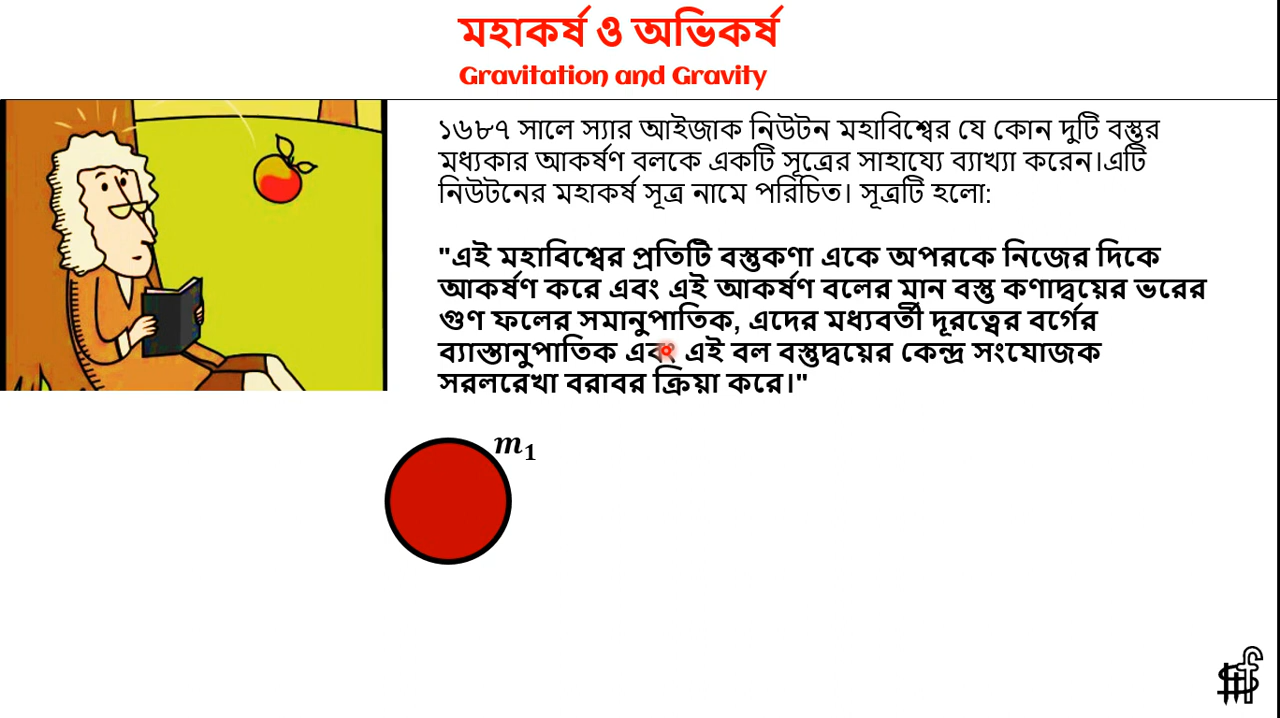 মহাকর্ষ ও অভিকর্ষ
Gravitation and Gravity
১৬৮৭ সালে স্যার আইজাক নিউটন মহাবিশ্বের যে কোন দুটি বস্তুর
মধ্যকার আকর্ষণ বলকে একটি সূত্রের সাহায্যে ব্যাখ্যা করেন।এটি
নিউটনের মহাকর্ষ সূত্র নামে পরিচিত। সূত্রটি হলো:
"এই মহাবিশ্বের প্রতিটি বস্তুকণা একে অপরকে নিজের দিকে
আকর্ষণ করে এবং এই আকর্ষণ বলের মান বস্তু কণাদ্বয়ের ভরের
গুণ ফলের সমানুপাতিক, এদের মধ্যবর্তী দূরত্বের বর্গের
ব্যাস্তানুপাতিক এবং এই বল বস্তুদ্বয়ের কেন্দ্র সংযোজক
সরলরেখা বরাবর ক্রিয়া করে।"
m₁